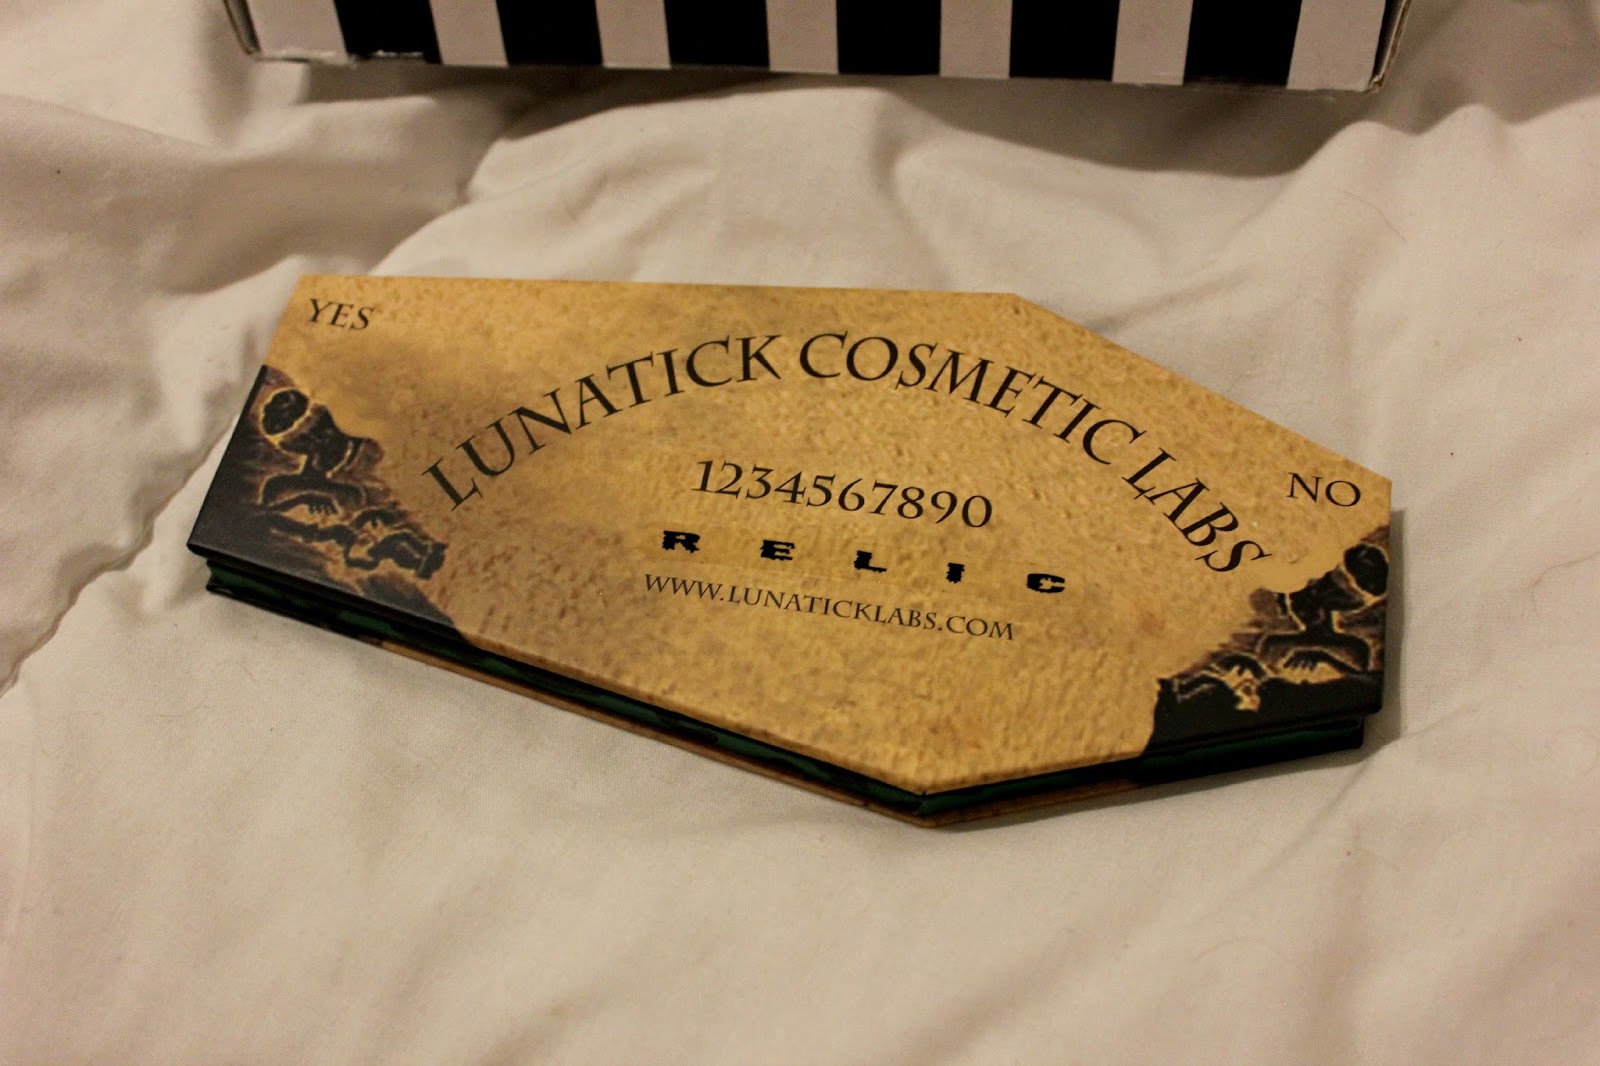 YES
NO
LUNATICK COSMETIC LABS
1234567890
RELIC
WWW.LUNATICKLABS.COM